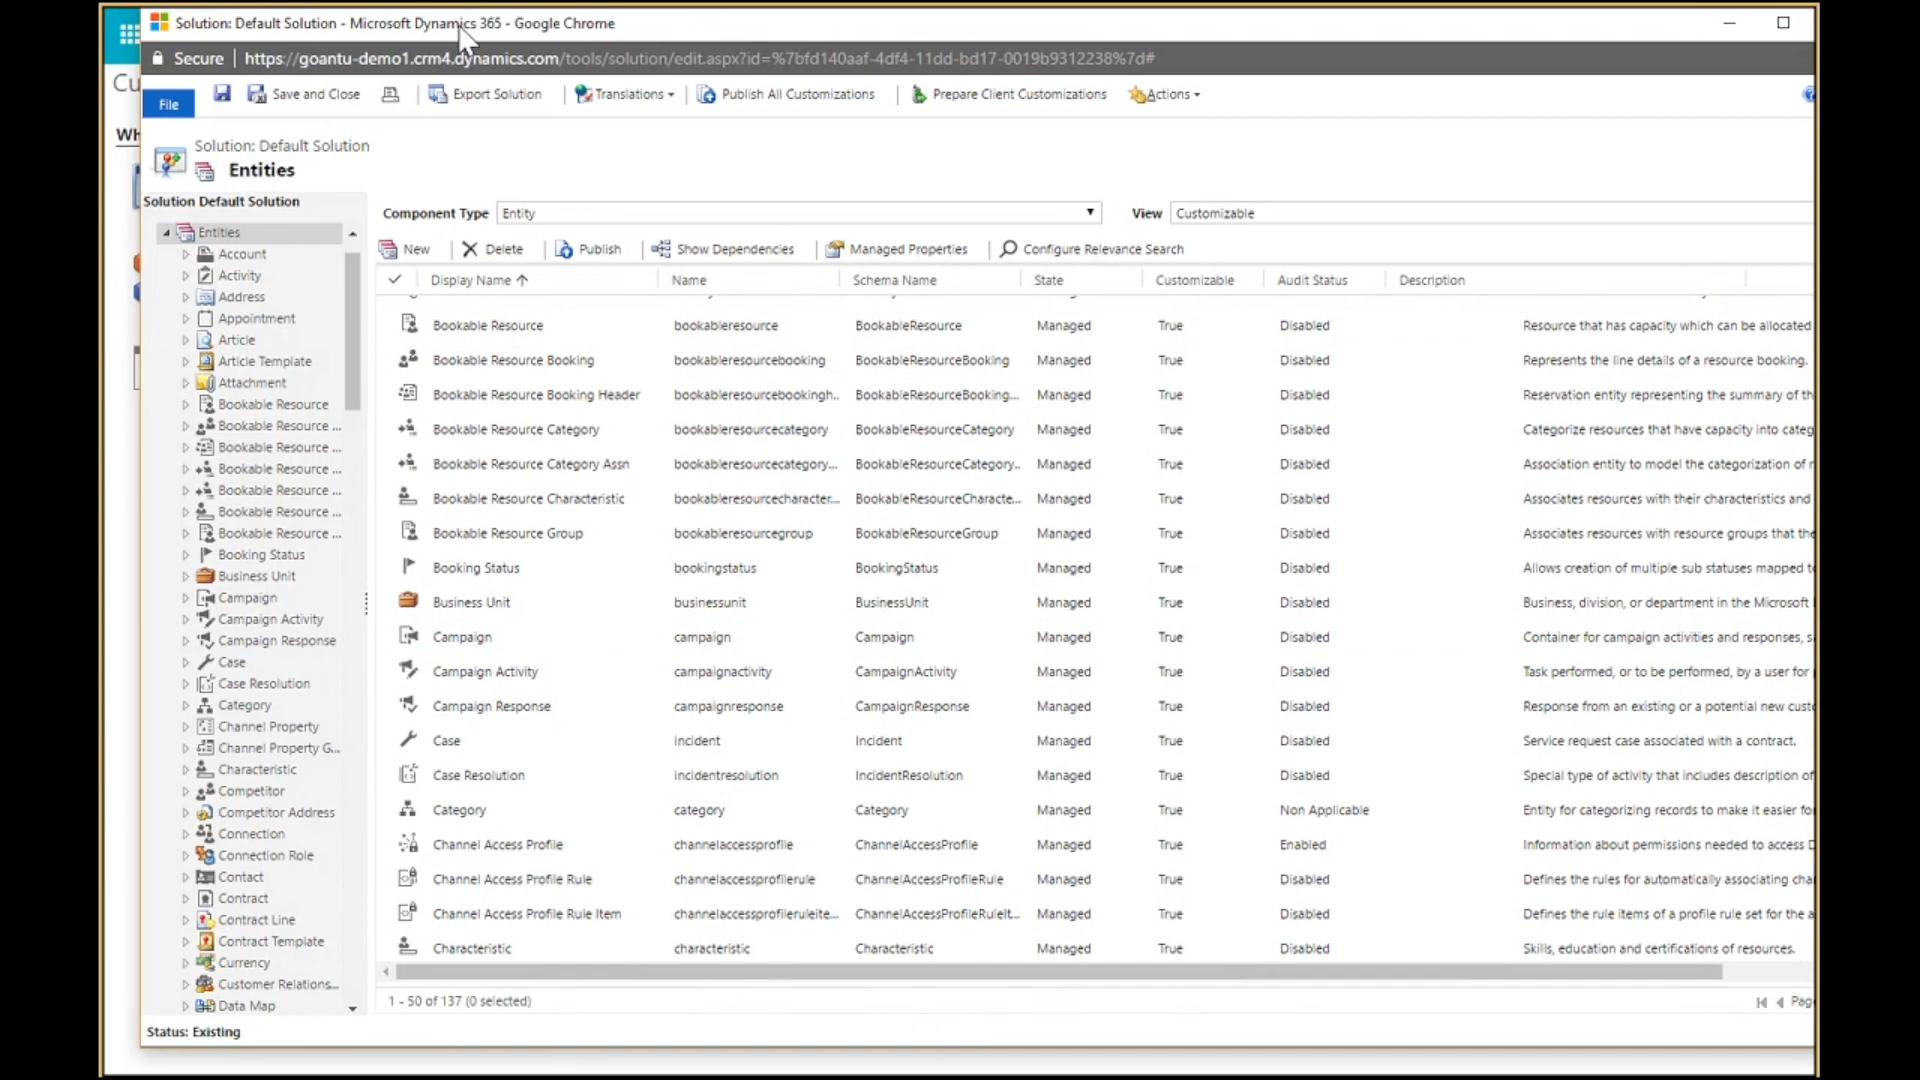 Solution: Default Solution - Microsoft Dynamics 365 - Google Chrome
Secure | https://goantu-demo1.crm4.dynamics.com/tools/solution/edit.aspx?id=%7bfd140aaf-4df4-11dd-bd17-0019b9312238%7d#
Cu
File Save and Close Export Solution Translations Publish All Customizations Prepare Client Customizations Actions
Wh
Solution: Default Solution
Entities
Solution Default Solution
Entities
Account
Activity
Address
Appointment
Article
Article Template
Attachment
Bookable Resource
Bookable Resource ...
Bookable Resource ...
Bookable Resource ...
Bookable Resource ...
Bookable Resource ...
Bookable Resource ...
Booking Status
Business Unit
Campaign
Campaign Activity
Campaign Response
Case
Case Resolution
Category
Channel Property
Channel Property G...
Characteristic
Competitor
Competitor Address
Connection
Connection Role
Contact
Contract
Contract Line
Contract Template
Currency
Customer Relations...
Data Map
Component Type Entity View Customizable
New Delete Publish Show Dependencies Managed Properties Configure Relevance Search
Display Name Name Schema Name State Customizable Audit Status Description
Bookable Resource bookableresource BookableResource Managed True Disabled Resource that has capacity which can be allocated
Bookable Resource Booking bookableresourcebooking BookableResourceBooking Managed True Disabled Represents the line details of a resource booking.
Bookable Resource Booking Header bookableresourcebookingh.. BookableResourceBooking... Managed True Disabled Reservation entity representing the summary of th
Bookable Resource Category bookableresourcecategory BookableResourceCategory Managed True Disabled Categorize resources that have capacity into categ
Bookable Resource Category Assn bookableresourcecategory... BookableResourceCategory.. Managed True Disabled Association entity to model the categorization of r
Bookable Resource Characteristic bookableresourcecharacter... BookableResourceCharacte... Managed True Disabled Associates resources with their characteristics and
Bookable Resource Group bookableresourcegroup BookableResourceGroup Managed True Disabled Associates resources with resource groups that the
Booking Status bookingstatus BookingStatus Managed True Disabled Allows creation of multiple sub statuses mapped to
Business Unit businessunit BusinessUnit Managed True Disabled Business, division, or department in the Microsoft
Campaign campaign Campaign Managed True Disabled Container for campaign activities and responses, s
Campaign Activity campaignactivity CampaignActivity Managed True Disabled Task performed, or to be performed, by a user for
Campaign Response campaignresponse CampaignResponse Managed True Disabled Response from an existing or a potential new custo
Case incident Incident Managed True Disabled Service request case associated with a contract.
Case Resolution incidentresolution IncidentResolution Managed True Disabled Special type of activity that includes description of
Category category Category Managed True Non Applicable Entity for categorizing records to make it easier fo
Channel Access Profile channelaccessprofile ChannelAccessProfile Managed True Enabled Information about permissions needed to access D
Channel Access Profile Rule channelaccessprofilerule ChannelAccessProfileRule Managed True Disabled Defines the rules for automatically associating cha
Channel Access Profile Rule Item channelaccessprofileruleite... ChannelAccessProfileRuleIt... Managed True Disabled Defines the rule items of a profile rule set for the a
Characteristic characteristic Characteristic Managed True Disabled Skills, education and certifications of resources.
1 - 50 of 137 (0 selected) Pag
Status: Existing